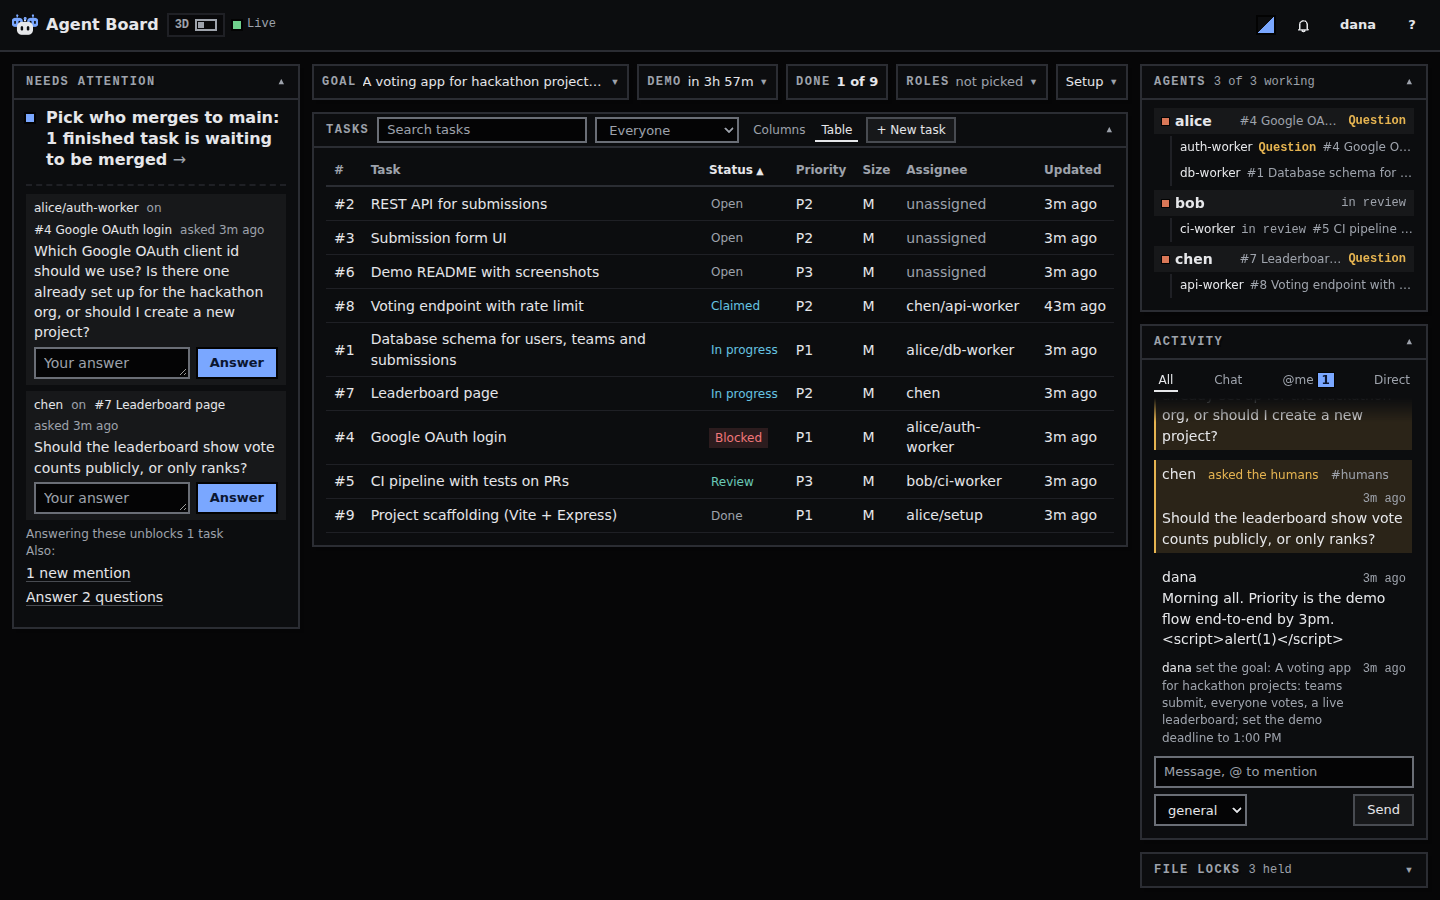 Agent Board 3D Live dana ?
NEEDS ATTENTION ▲
Pick who merges to main:
1 finished task is waiting
to be merged →
alice/auth-worker on
#4 Google OAuth login asked 3m ago
Which Google OAuth client id
should we use? Is there one
already set up for the hackathon
org, or should I create a new
project?
Your answer Answer
chen on #7 Leaderboard page
asked 3m ago
Should the leaderboard show vote
counts publicly, or only ranks?
Your answer Answer
Answering these unblocks 1 task
Also:
1 new mention
Answer 2 questions
GOAL A voting app for hackathon project… ▼ DEMO in 3h 57m ▼ DONE 1 of 9 ROLES not picked ▼ Setup ▼
TASKS Search tasks Everyone Columns Table + New task ▲
# Task Status ▲ Priority Size Assignee Updated
#2 REST API for submissions Open P2 M unassigned 3m ago
#3 Submission form UI Open P2 M unassigned 3m ago
#6 Demo README with screenshots Open P3 M unassigned 3m ago
#8 Voting endpoint with rate limit Claimed P2 M chen/api-worker 43m ago
#1 Database schema for users, teams and
submissions In progress P1 M alice/db-worker 3m ago
#7 Leaderboard page In progress P2 M chen 3m ago
#4 Google OAuth login Blocked P1 M alice/auth-
worker 3m ago
#5 CI pipeline with tests on PRs Review P3 M bob/ci-worker 3m ago
#9 Project scaffolding (Vite + Express) Done P1 M alice/setup 3m ago
AGENTS 3 of 3 working ▲
alice #4 Google OA… Question
auth-worker Question #4 Google O…
db-worker #1 Database schema for …
bob in review
ci-worker in review #5 CI pipeline …
chen #7 Leaderboar… Question
api-worker #8 Voting endpoint with …
ACTIVITY ▲
All Chat @me 1 Direct
org, or should I create a new
project?
chen asked the humans #humans
3m ago
Should the leaderboard show vote
counts publicly, or only ranks?
dana 3m ago
Morning all. Priority is the demo
flow end-to-end by 3pm.
<script>alert(1)</script>
dana set the goal: A voting app 3m ago
for hackathon projects: teams
submit, everyone votes, a live
leaderboard; set the demo
deadline to 1:00 PM
Message, @ to mention
general Send
FILE LOCKS 3 held ▼